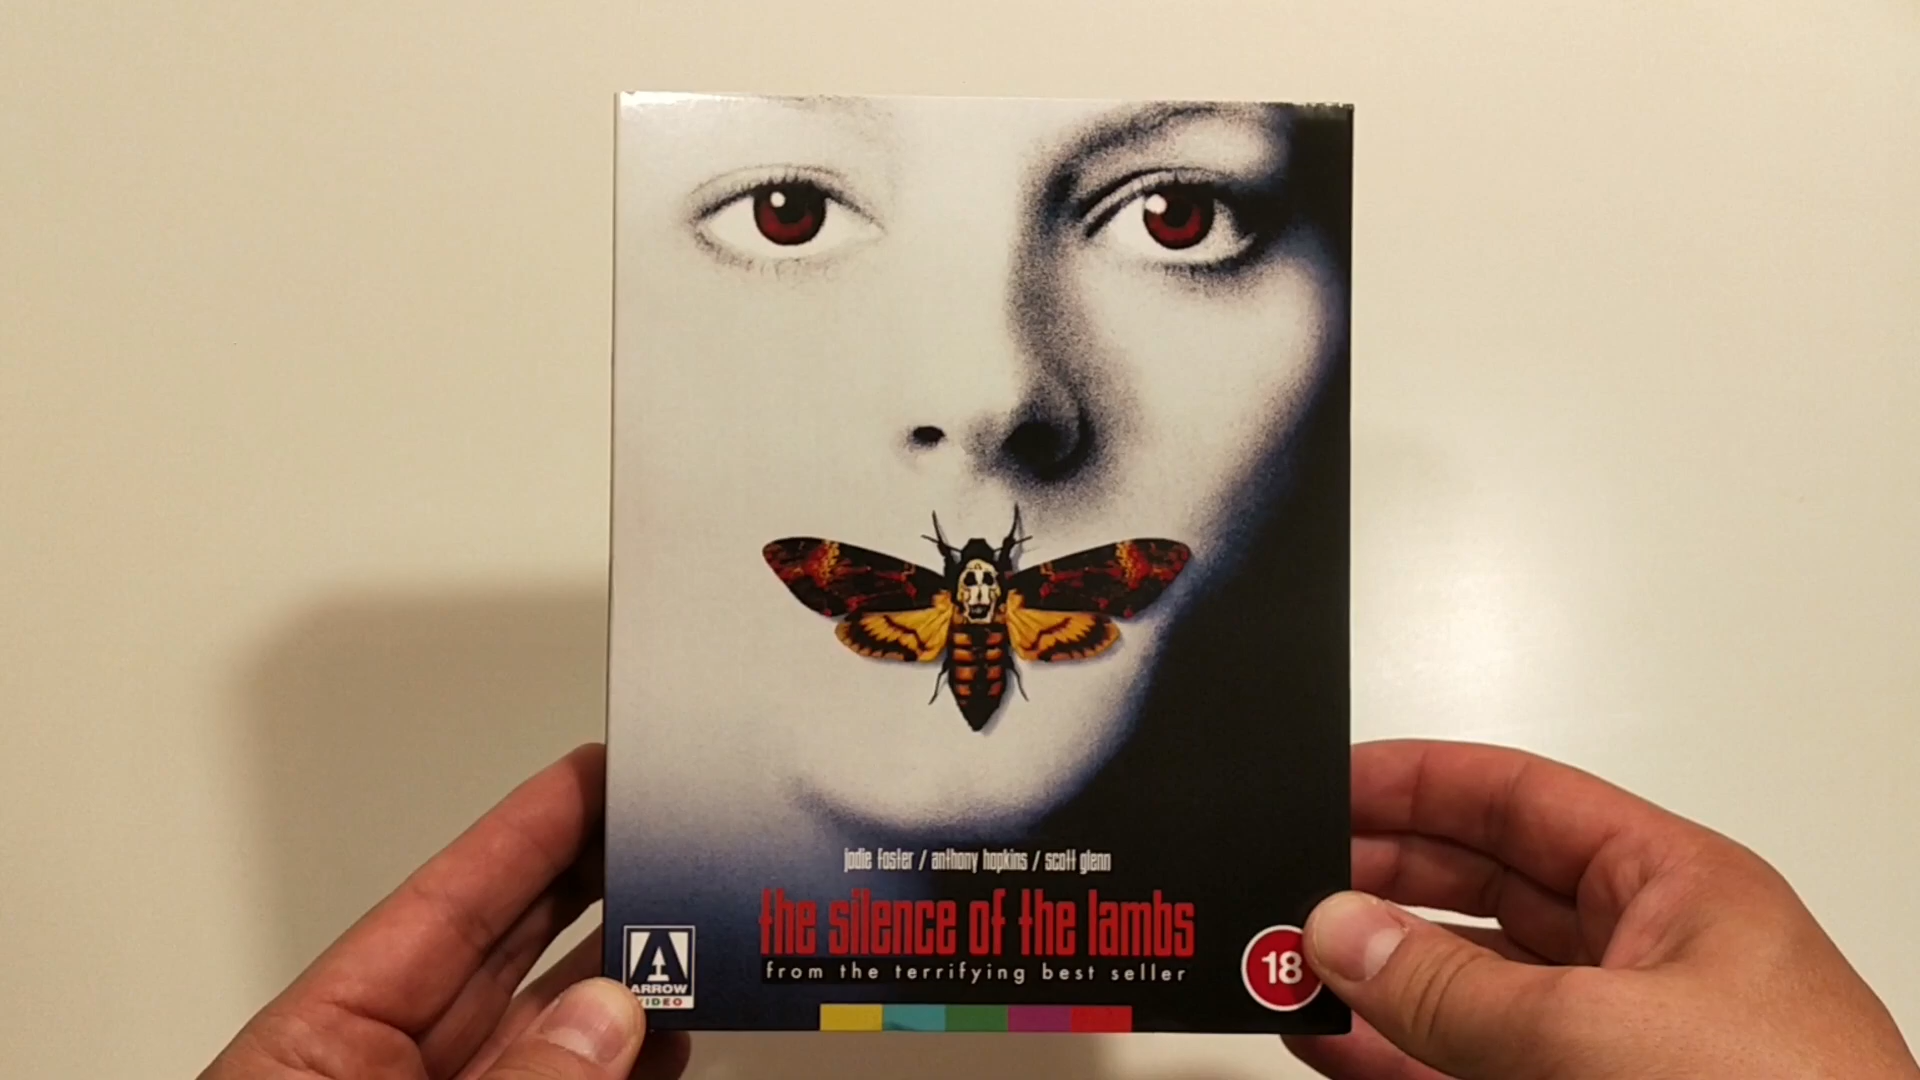 jodie foster / anthony hopkins / scott glenn
the silence of the lambs
from the terrifying best seller
ARROW
VIDEO
18